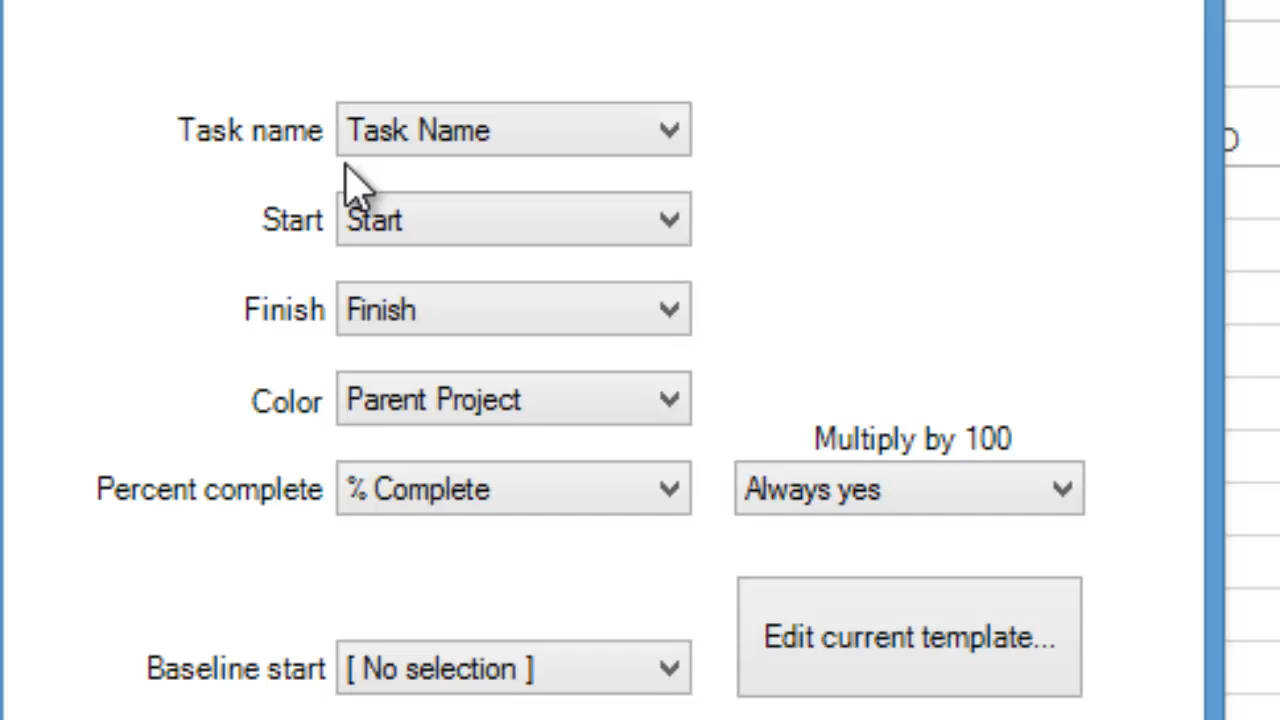 Task name Task Name
Start Start
Finish Finish
Color Parent Project
Multiply by 100
Percent complete % Complete Always yes
Edit current template...
Baseline start [ No selection ]